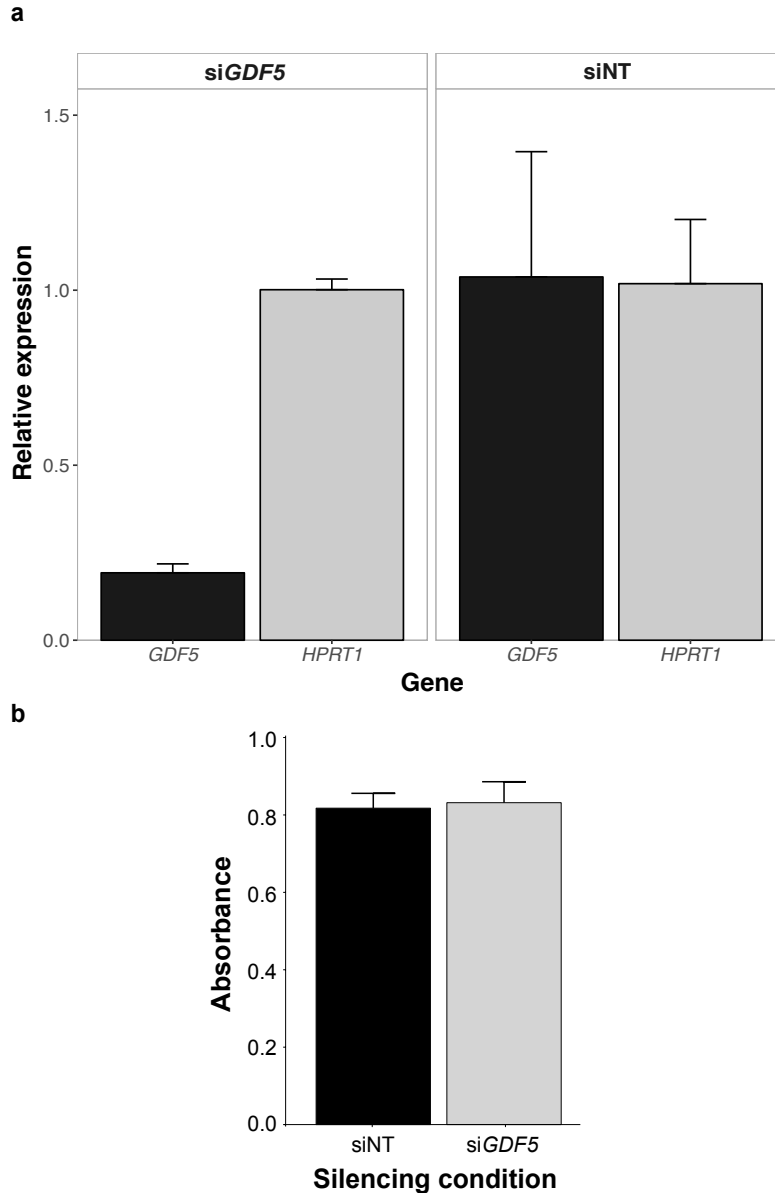 a
siGDF5 siNT
1.5
1.0
0.5
0.0
Relative expression
GDF5 HPRT1 GDF5 HPRT1
Gene
b
1.0
0.8
0.6
0.4
0.2
0.0
Absorbance
siNT siGDF5
Silencing condition